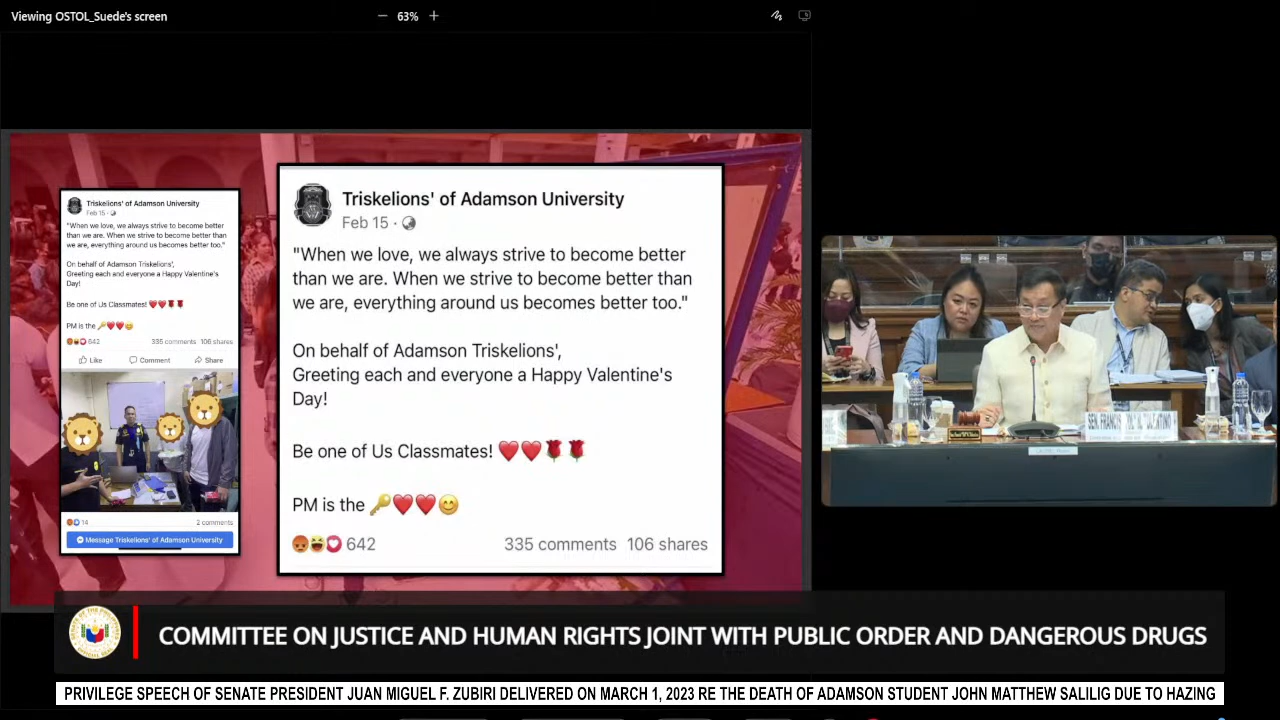 Viewing OSTOL_Suede's screen
63%
Triskelions' of Adamson University
Feb 15
"When we love, we always strive to become better
than we are. When we strive to become better than
we are, everything around us becomes better too."
On behalf of Adamson Triskelions',
Greeting each and everyone a Happy Valentine's
Day!
Be one of Us Classmates! ❤️❤️🌹🌹
PM is the 🔑❤️❤️😊
642
335 comments 106 shares
Like Comment Share
14
2 comments
Message Triskelions' of Adamson University
Triskelions' of Adamson University
Feb 15
"When we love, we always strive to become better
than we are. When we strive to become better than
we are, everything around us becomes better too."
On behalf of Adamson Triskelions',
Greeting each and everyone a Happy Valentine's
Day!
Be one of Us Classmates! ❤️❤️🌹🌹
PM is the 🔑❤️❤️😊
642 335 comments 106 shares
COMMITTEE ON JUSTICE AND HUMAN RIGHTS JOINT WITH PUBLIC ORDER AND DANGEROUS DRUGS
PRIVILEGE SPEECH OF SENATE PRESIDENT JUAN MIGUEL F. ZUBIRI DELIVERED ON MARCH 1, 2023 RE THE DEATH OF ADAMSON STUDENT JOHN MATTHEW SALILIG DUE TO HAZING